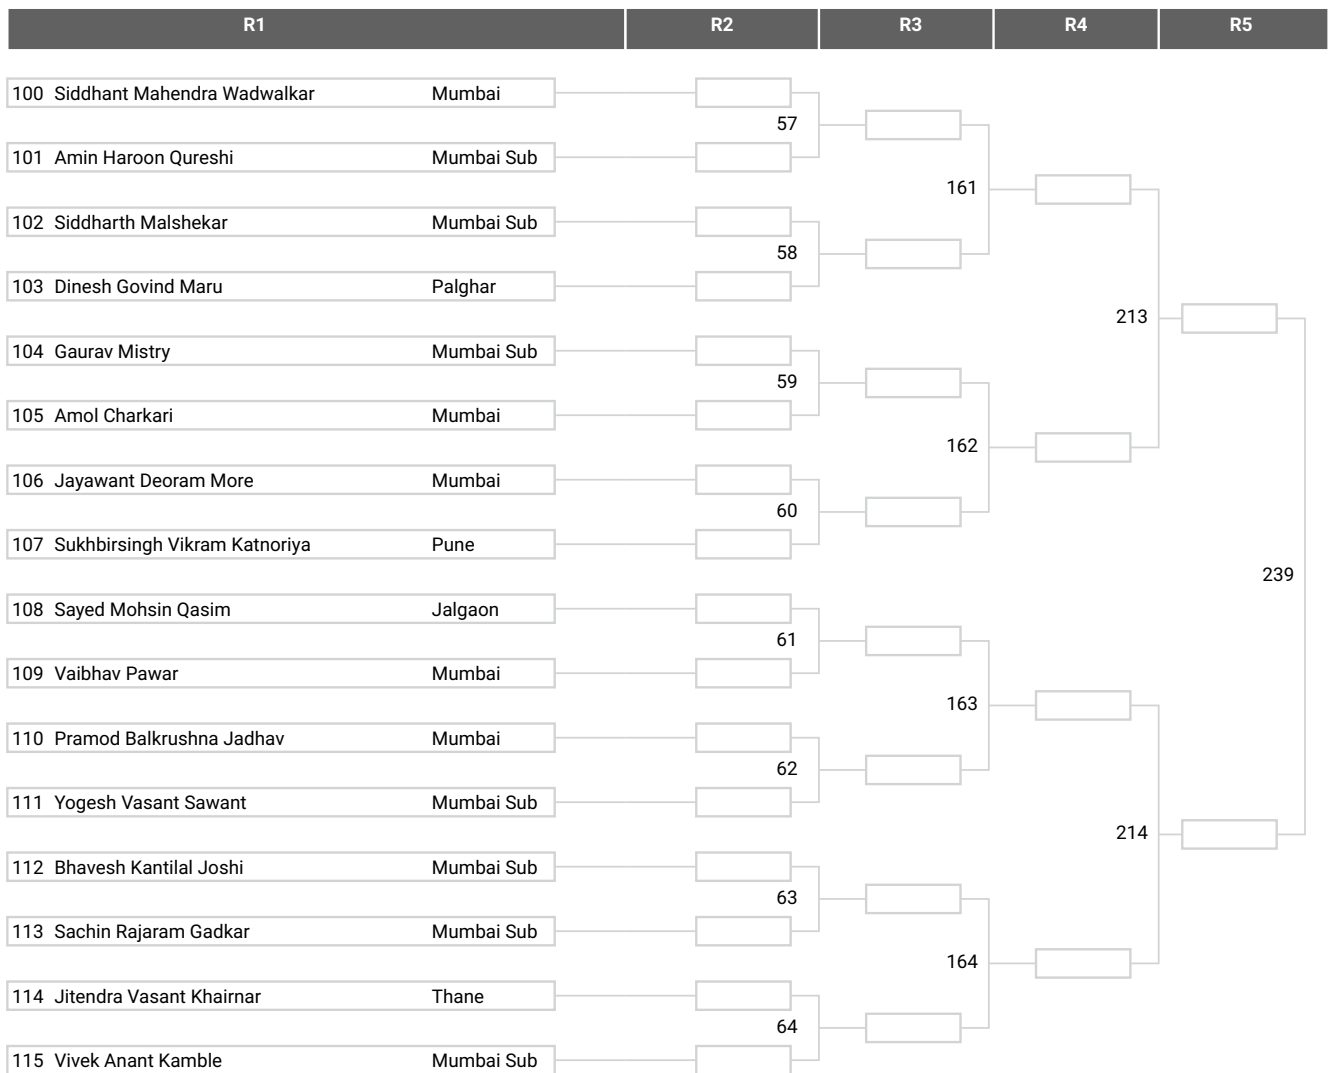 R1 R2 R3 R4 R5
100 Siddhant Mahendra Wadwalkar Mumbai
57
101 Amin Haroon Qureshi Mumbai Sub
161
102 Siddharth Malshekar Mumbai Sub
58
103 Dinesh Govind Maru Palghar
213
104 Gaurav Mistry Mumbai Sub
59
105 Amol Charkari Mumbai
162
106 Jayawant Deoram More Mumbai
60
107 Sukhbirsingh Vikram Katnoriya Pune
239
108 Sayed Mohsin Qasim Jalgaon
61
109 Vaibhav Pawar Mumbai
163
110 Pramod Balkrushna Jadhav Mumbai
62
111 Yogesh Vasant Sawant Mumbai Sub
214
112 Bhavesh Kantilal Joshi Mumbai Sub
63
113 Sachin Rajaram Gadkar Mumbai Sub
164
114 Jitendra Vasant Khairnar Thane
64
115 Vivek Anant Kamble Mumbai Sub